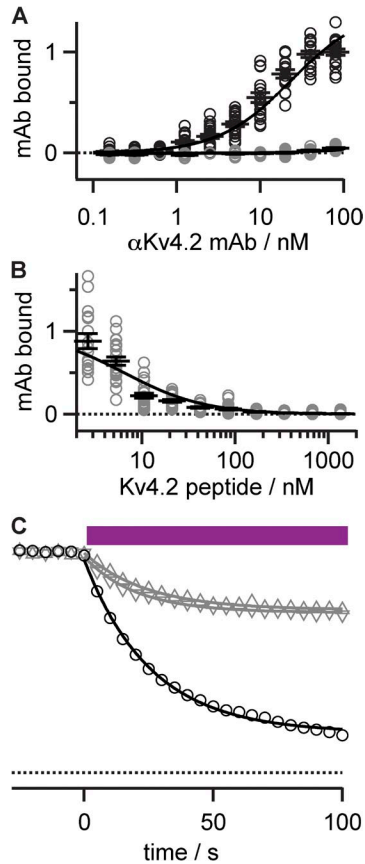 A
mAb bound
1
0
0.1 1 10 100
αKv4.2 mAb / nM
B
mAb bound
1
0
10 100 1000
Kv4.2 peptide / nM
C
0 50 100
time / s